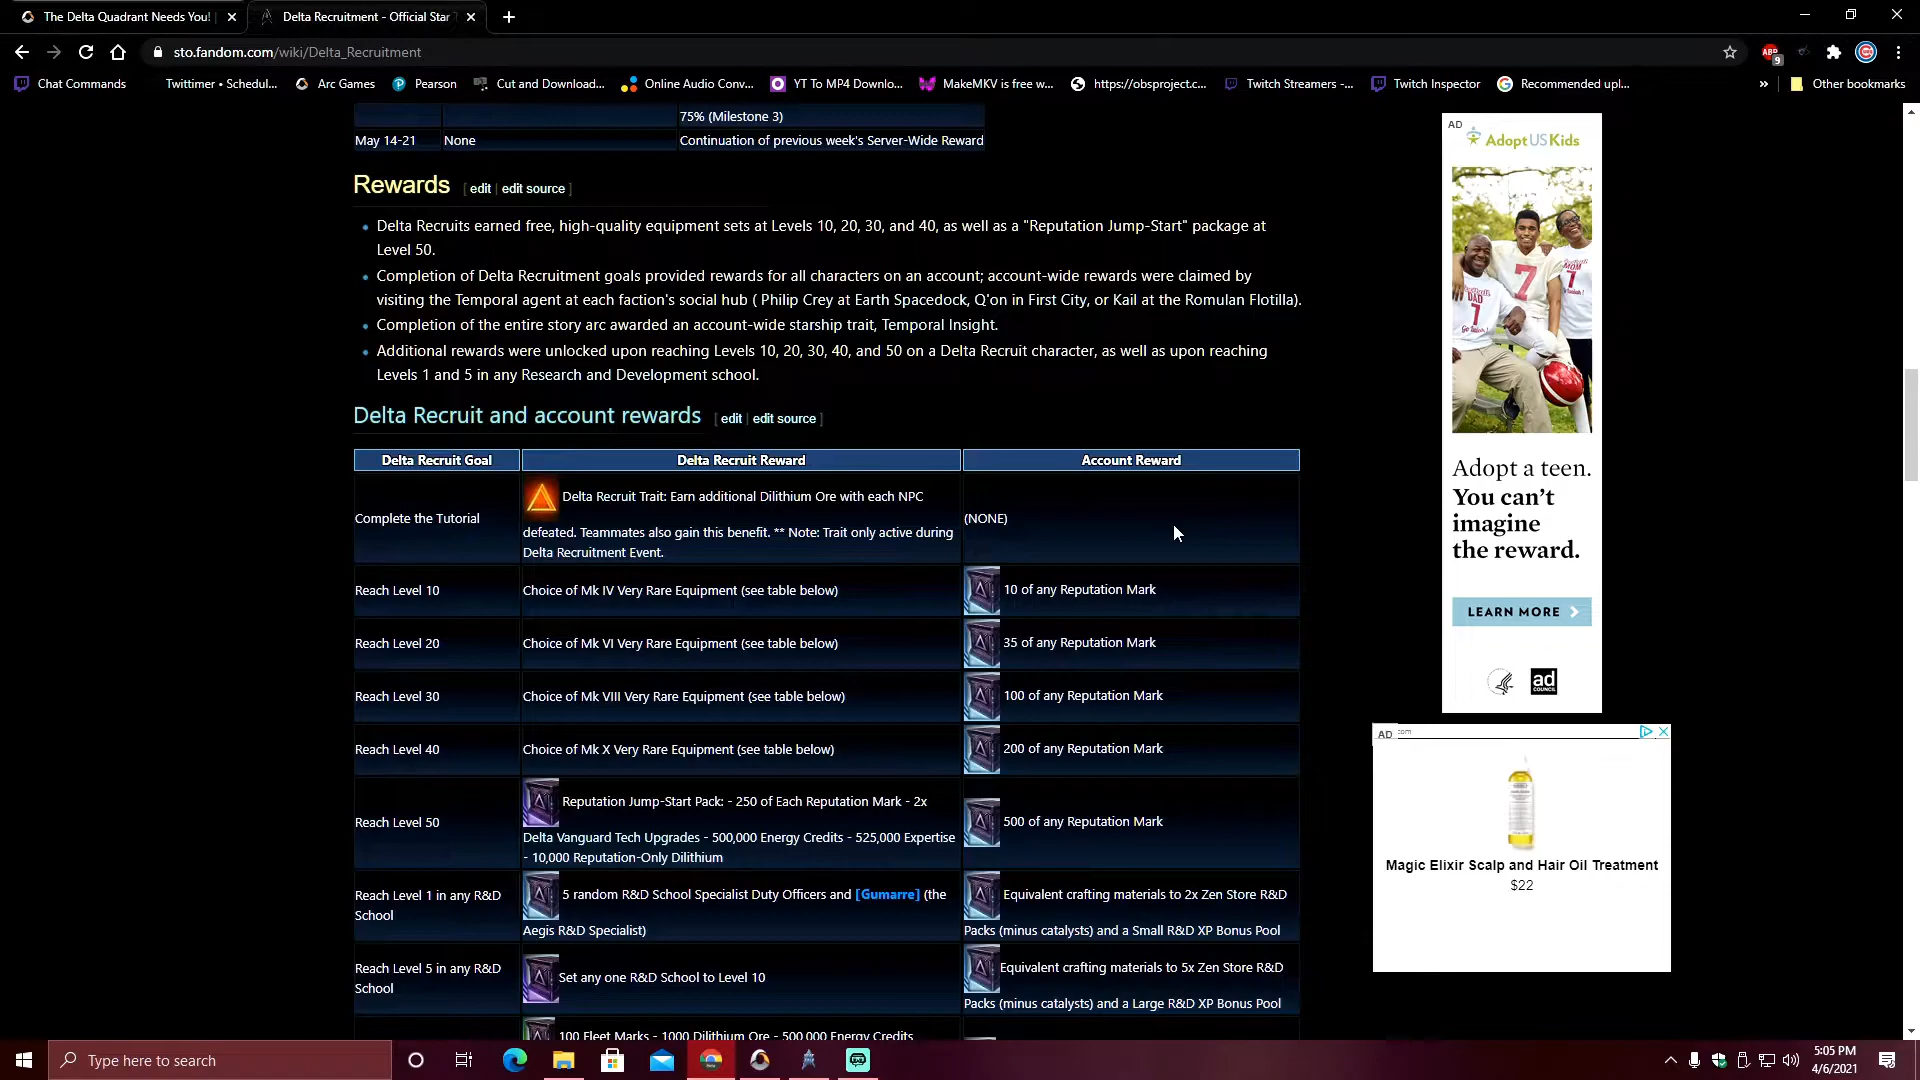 The Delta Quadrant Needs You! |
Delta Recruitment - Official Star
sto.fandom.com/wiki/Delta_Recruitment
ABP
9
Chat Commands
Twittimer • Schedul...
Arc Games
Pearson
Cut and Download...
Online Audio Conv...
YT To MP4 Downlo...
MakeMKV is free w...
https://obsproject.c...
Twitch Streamers -...
Twitch Inspector
Recommended upl...
»
Other bookmarks
75% (Milestone 3)
May 14-21 None Continuation of previous week's Server-Wide Reward
Rewards [ edit | edit source ]
Delta Recruits earned free, high-quality equipment sets at Levels 10, 20, 30, and 40, as well as a "Reputation Jump-Start" package at
Level 50.
Completion of Delta Recruitment goals provided rewards for all characters on an account; account-wide rewards were claimed by
visiting the Temporal agent at each faction's social hub ( Philip Crey at Earth Spacedock, Q'on in First City, or Kail at the Romulan Flotilla).
Completion of the entire story arc awarded an account-wide starship trait, Temporal Insight.
Additional rewards were unlocked upon reaching Levels 10, 20, 30, 40, and 50 on a Delta Recruit character, as well as upon reaching
Levels 1 and 5 in any Research and Development school.
Delta Recruit and account rewards [ edit | edit source ]
Delta Recruit Goal Delta Recruit Reward Account Reward
Complete the Tutorial
Delta Recruit Trait: Earn additional Dilithium Ore with each NPC
defeated. Teammates also gain this benefit. ** Note: Trait only active during
Delta Recruitment Event.
(NONE)
Reach Level 10 Choice of Mk IV Very Rare Equipment (see table below) 10 of any Reputation Mark
Reach Level 20 Choice of Mk VI Very Rare Equipment (see table below) 35 of any Reputation Mark
Reach Level 30 Choice of Mk VIII Very Rare Equipment (see table below) 100 of any Reputation Mark
Reach Level 40 Choice of Mk X Very Rare Equipment (see table below) 200 of any Reputation Mark
Reach Level 50
Reputation Jump-Start Pack: - 250 of Each Reputation Mark - 2x
Delta Vanguard Tech Upgrades - 500,000 Energy Credits - 525,000 Expertise
- 10,000 Reputation-Only Dilithium
500 of any Reputation Mark
Reach Level 1 in any R&D
School
5 random R&D School Specialist Duty Officers and [Gumarre] (the
Aegis R&D Specialist)
Equivalent crafting materials to 2x Zen Store R&D
Packs (minus catalysts) and a Small R&D XP Bonus Pool
Reach Level 5 in any R&D
School
Set any one R&D School to Level 10
Equivalent crafting materials to 5x Zen Store R&D
Packs (minus catalysts) and a Large R&D XP Bonus Pool
100 Fleet Marks - 1000 Dilithium Ore - 500,000 Energy Credits
AD
AdoptUSKids
DAD
7
7
MOM
7
Adopt a teen.
You can't
imagine
the reward.
LEARN MORE
ad
COUNCIL
AD
Magic Elixir Scalp and Hair Oil Treatment
$22
Type here to search
5:05 PM
4/6/2021